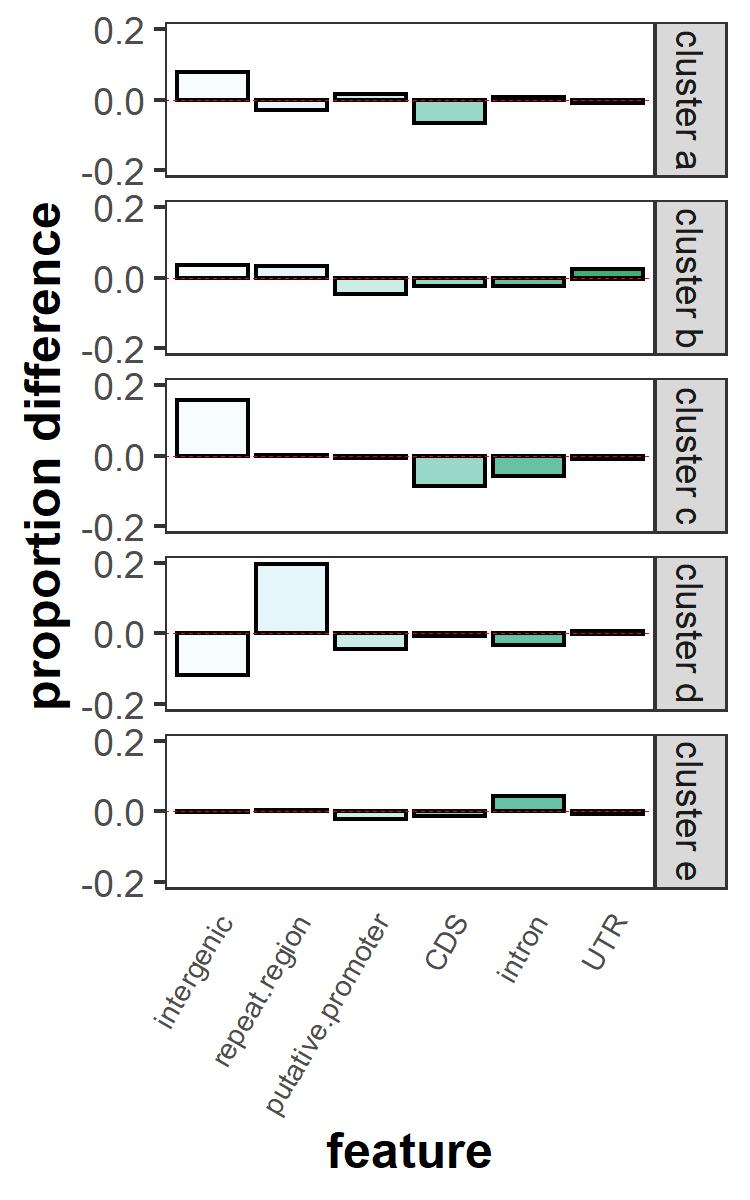 proportion difference
0.2
0.0
-0.2
cluster a
0.2
0.0
-0.2
cluster b
0.2
0.0
-0.2
cluster c
0.2
0.0
-0.2
cluster d
0.2
0.0
-0.2
cluster e
intergenic
repeat.region
putative.promoter
CDS
intron
UTR
feature